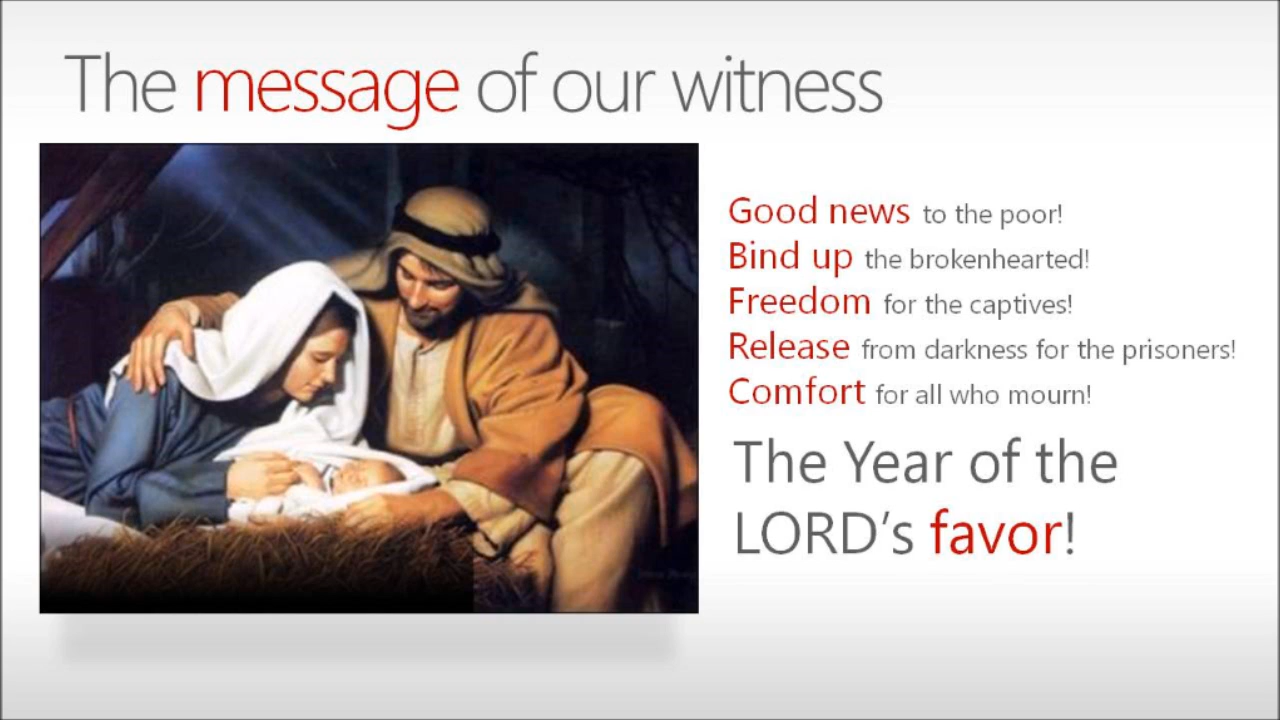 The message of our witness
Good news to the poor!
Bind up the brokenhearted!
Freedom for the captives!
Release from darkness for the prisoners!
Comfort for all who mourn!
The Year of the
LORD’s favor!